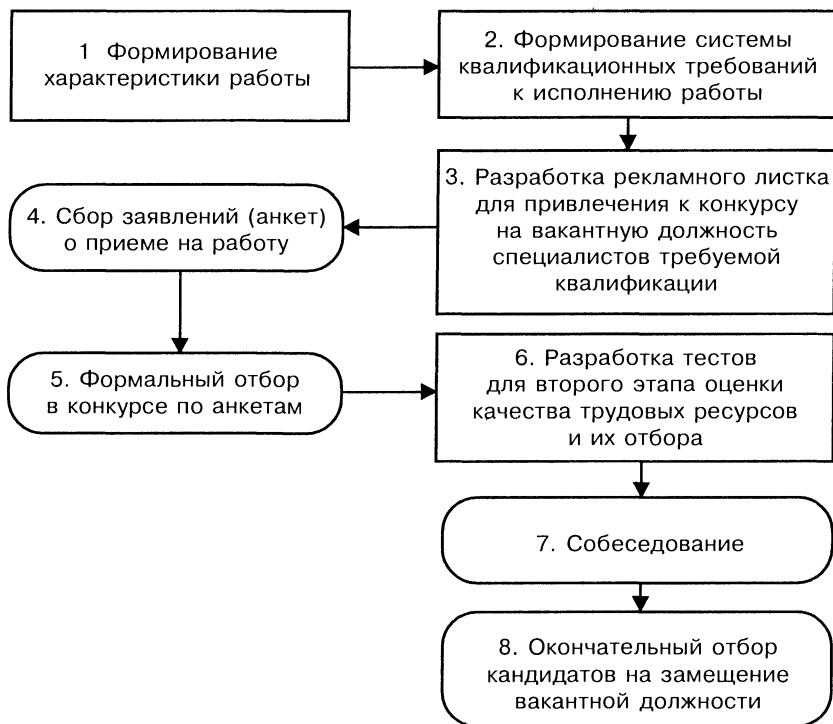 1 Формирование
характеристики работы
2. Формирование системы
квалификационных требований
к исполнению работы
3. Разработка рекламного листка
для привлечения к конкурсу
на вакантную должность
специалистов требуемой
квалификации
4. Сбор заявлений (анкет)
о приеме на работу
5. Формальный отбор
в конкурсе по анкетам
6. Разработка тестов
для второго этапа оценки
качества трудовых ресурсов
и их отбора
7. Собеседование
8. Окончательный отбор
кандидатов на замещение
вакантной должности